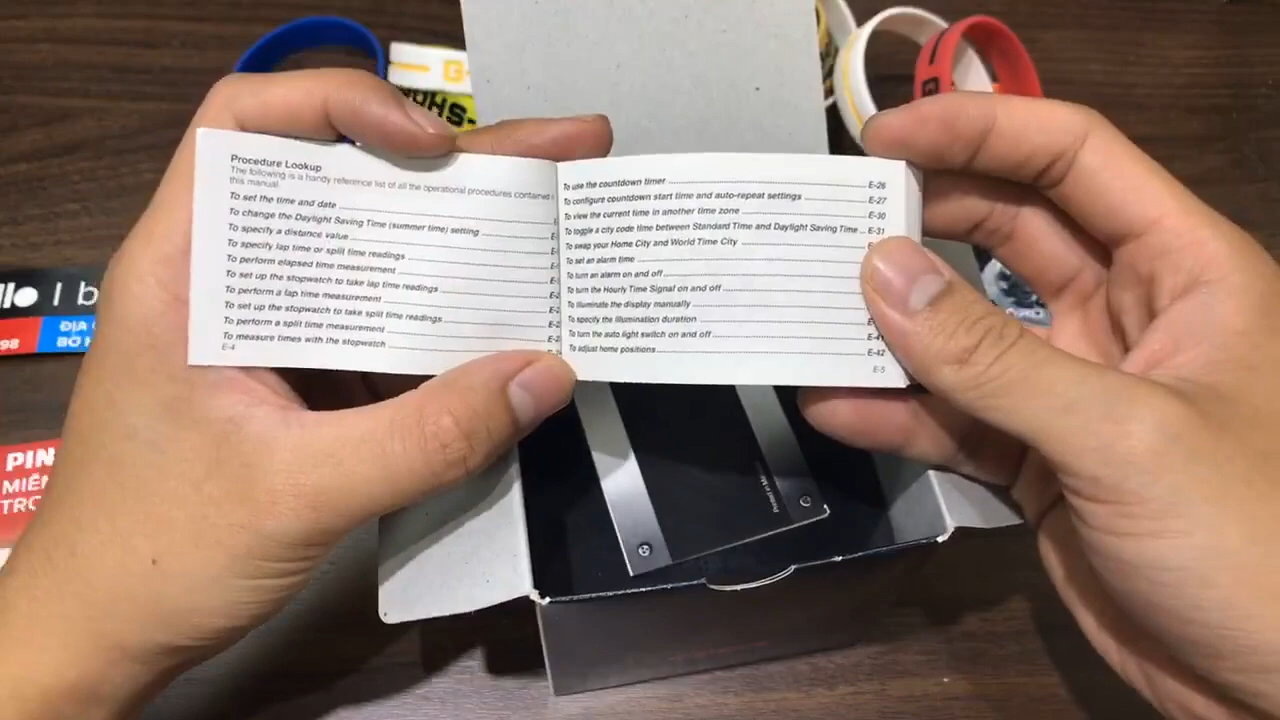 Procedure Lookup
The following is a handy reference list of all the operational procedures contained
this manual.
To set the time and date
To change the Daylight Saving Time (summer time) setting
To specify a distance value
To specify lap time or split time readings
To perform elapsed time measurement
To set up the stopwatch to take lap time readings
To perform a lap time measurement
To set up the stopwatch to take split time readings
To perform a split time measurement
To measure times with the stopwatch
E-4
To use the countdown timer E-26
To configure countdown start time and auto-repeat settings E-27
To view the current time in another time zone E-30
To toggle a city code time between Standard Time and Daylight Saving Time E-31
To swap your Home City and World Time City
To set an alarm time
To turn an alarm on and off
To turn the Hourly Time Signal on and off
To illuminate the display manually
To specify the illumination duration
To turn the auto light switch on and off
To adjust home positions E-42
E-5
G-
llo | b
98
ĐỊA
BỜ
PIN
MIỄN
TRỌ